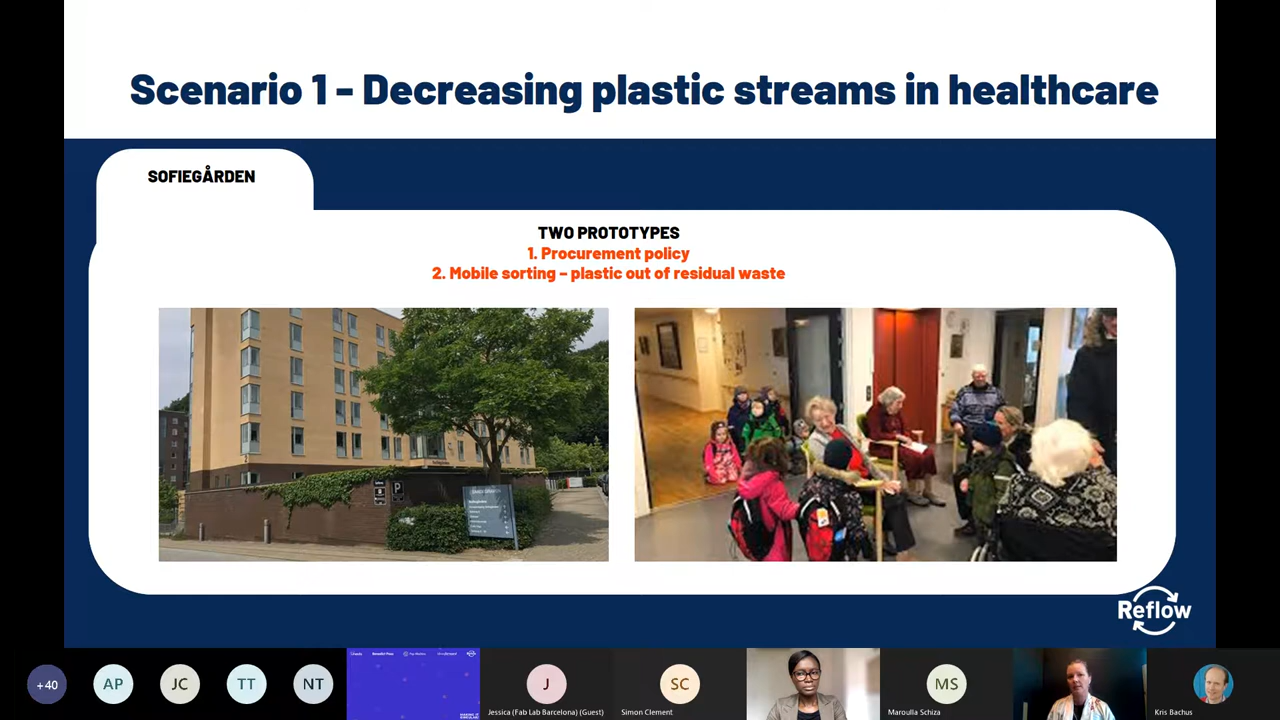 Scenario 1 - Decreasing plastic streams in healthcare
SOFIEGÅRDEN
TWO PROTOTYPES
1. Procurement policy
2. Mobile sorting – plastic out of residual waste
P
Reflow
+40
AP
JC
TT
NT
J
Jessica (Fab Lab Barcelona) (Guest)
SC
Simon Clement
MS
Maroulla Schiza
Kris Bachus